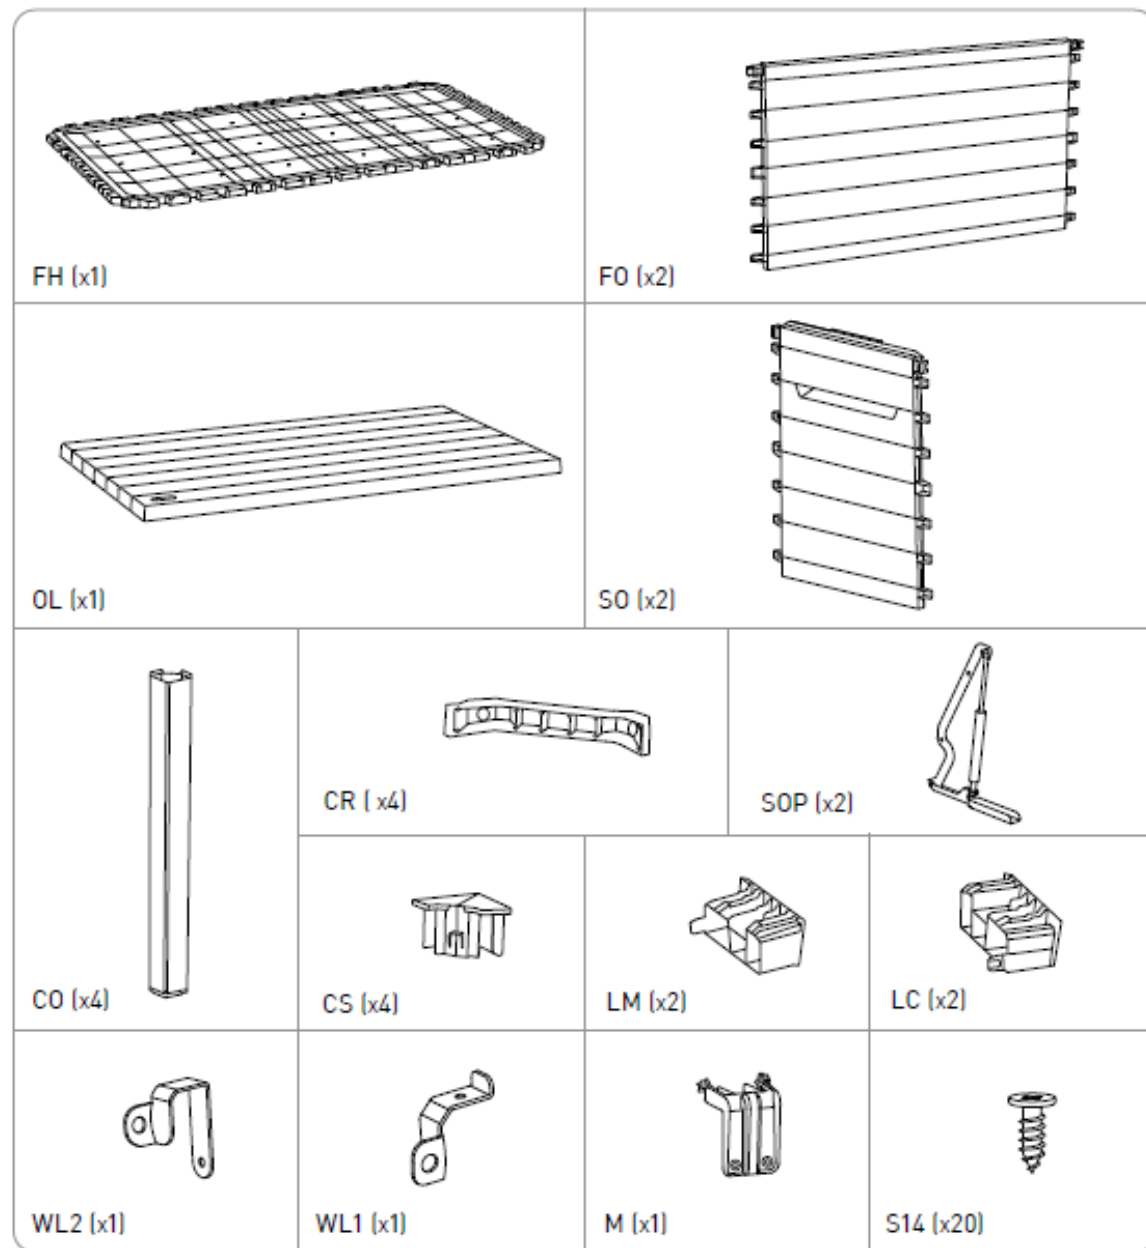 FH (x1)
FO (x2)
OL (x1)
SO (x2)
CR ( x4)
SOP (x2)
CO (x4)
CS (x4)
LM (x2)
LC (x2)
WL2 (x1)
WL1 (x1)
M (x1)
S14 (x20)